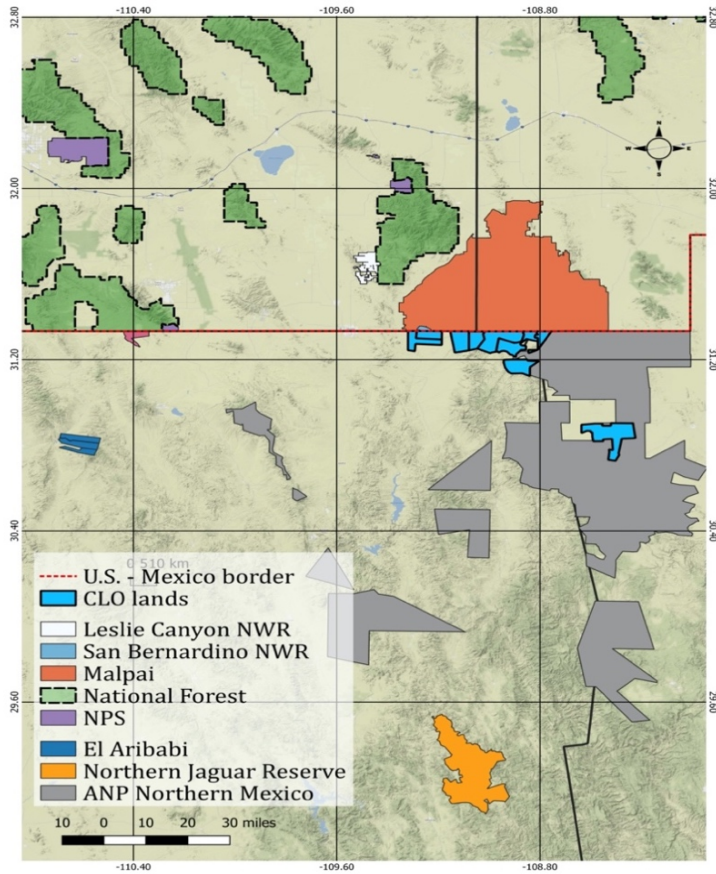 -110.40 -109.60 -108.80
32.80 32.80
N
W E
S
32.00 32.00
31.20 31.20
30.40 30.40
0 510 km
U.S. - Mexico border
CLO lands
Leslie Canyon NWR
San Bernardino NWR
Malpai
National Forest
NPS
El Aribabi
Northern Jaguar Reserve
ANP Northern Mexico
29.60 29.60
10 0 10 20 30 miles
-110.40 -109.60 -108.80